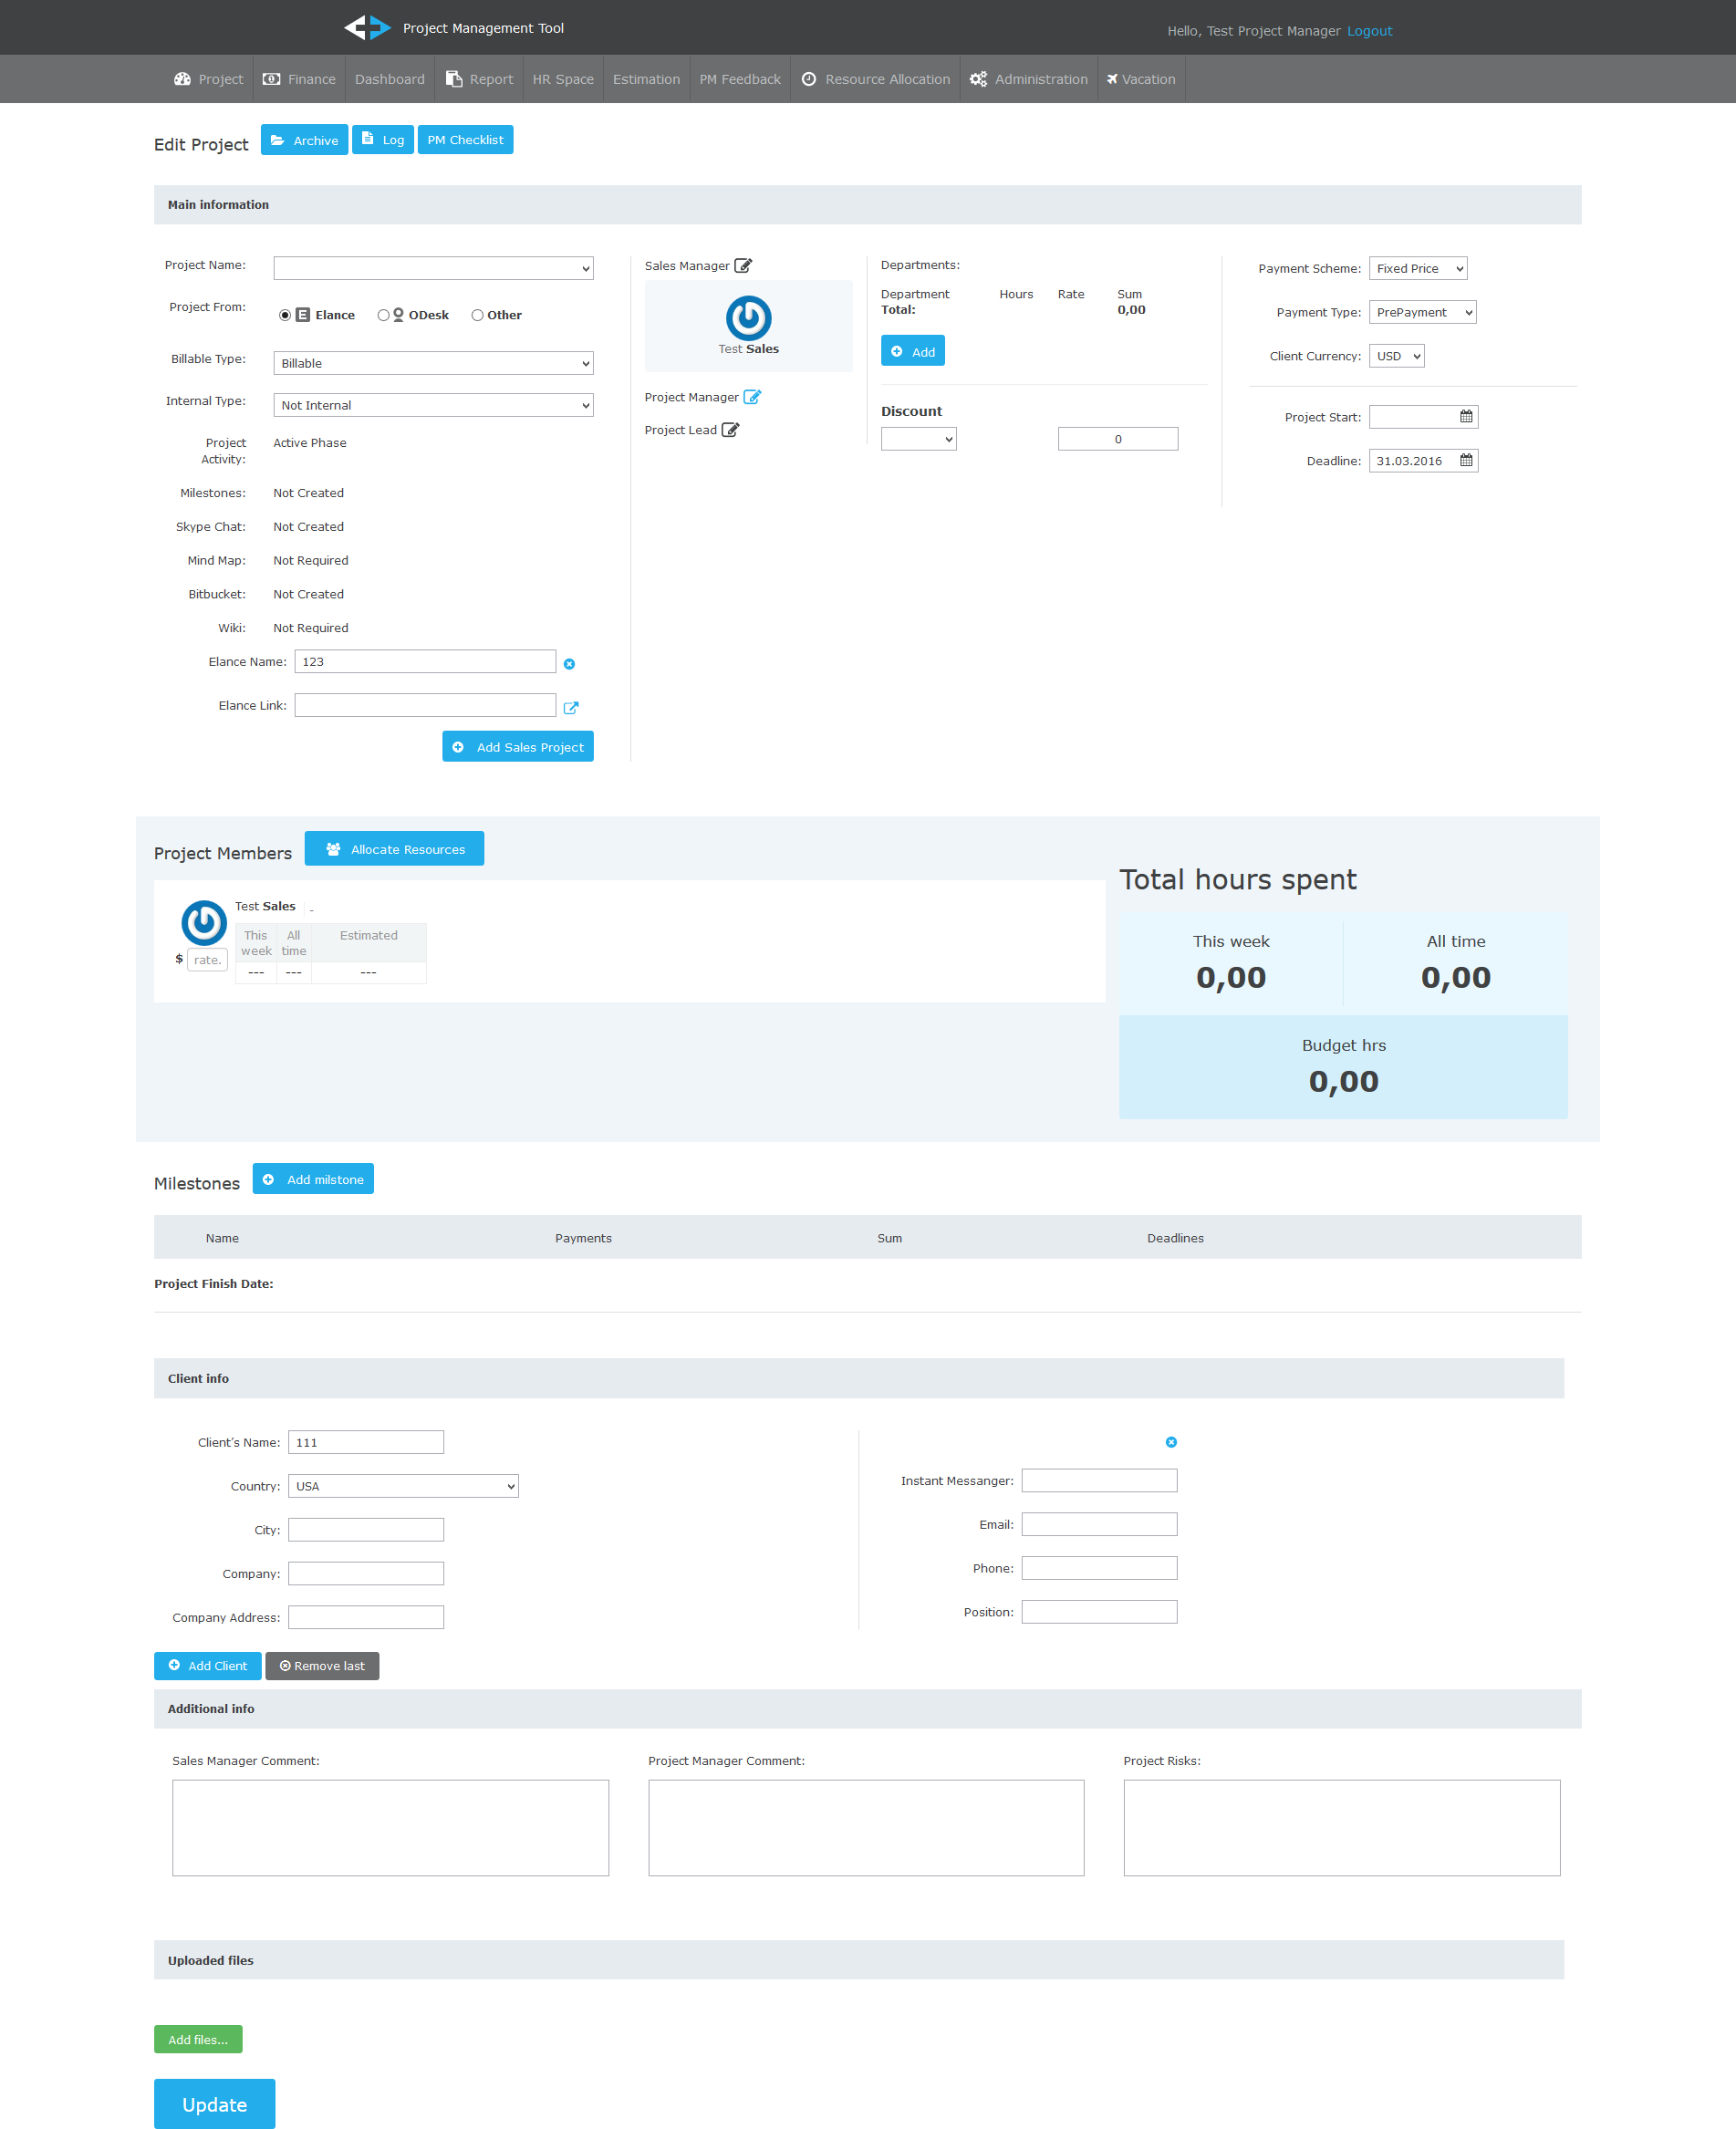 Project Management Tool
Hello, Test Project Manager Logout
Project Finance Dashboard Report HR Space Estimation PM Feedback Resource Allocation Administration Vacation
Edit Project Archive Log PM Checklist
Main information
Project Name:
Project From: E Elance ODesk Other
Billable Type: Billable
Internal Type: Not Internal
Project Activity: Active Phase
Milestones: Not Created
Skype Chat: Not Created
Mind Map: Not Required
Bitbucket: Not Created
Wiki: Not Required
Elance Name: 123
Elance Link:
Add Sales Project
Sales Manager
Test Sales
Project Manager
Project Lead
Departments:
Department Hours Rate Sum
Total: 0,00
Add
Discount
0
Payment Scheme: Fixed Price
Payment Type: PrePayment
Client Currency: USD
Project Start:
Deadline: 31.03.2016
Project Members Allocate Resources
Test Sales -
This week All time Estimated
$ rate. --- --- ---
Total hours spent
This week All time
0,00 0,00
Budget hrs
0,00
Milestones Add milstone
Name Payments Sum Deadlines
Project Finish Date:
Client info
Client's Name: 111
Country: USA
City:
Company:
Company Address:
Instant Messanger:
Email:
Phone:
Position:
Add Client Remove last
Additional info
Sales Manager Comment: Project Manager Comment: Project Risks:
Uploaded files
Add files...
Update